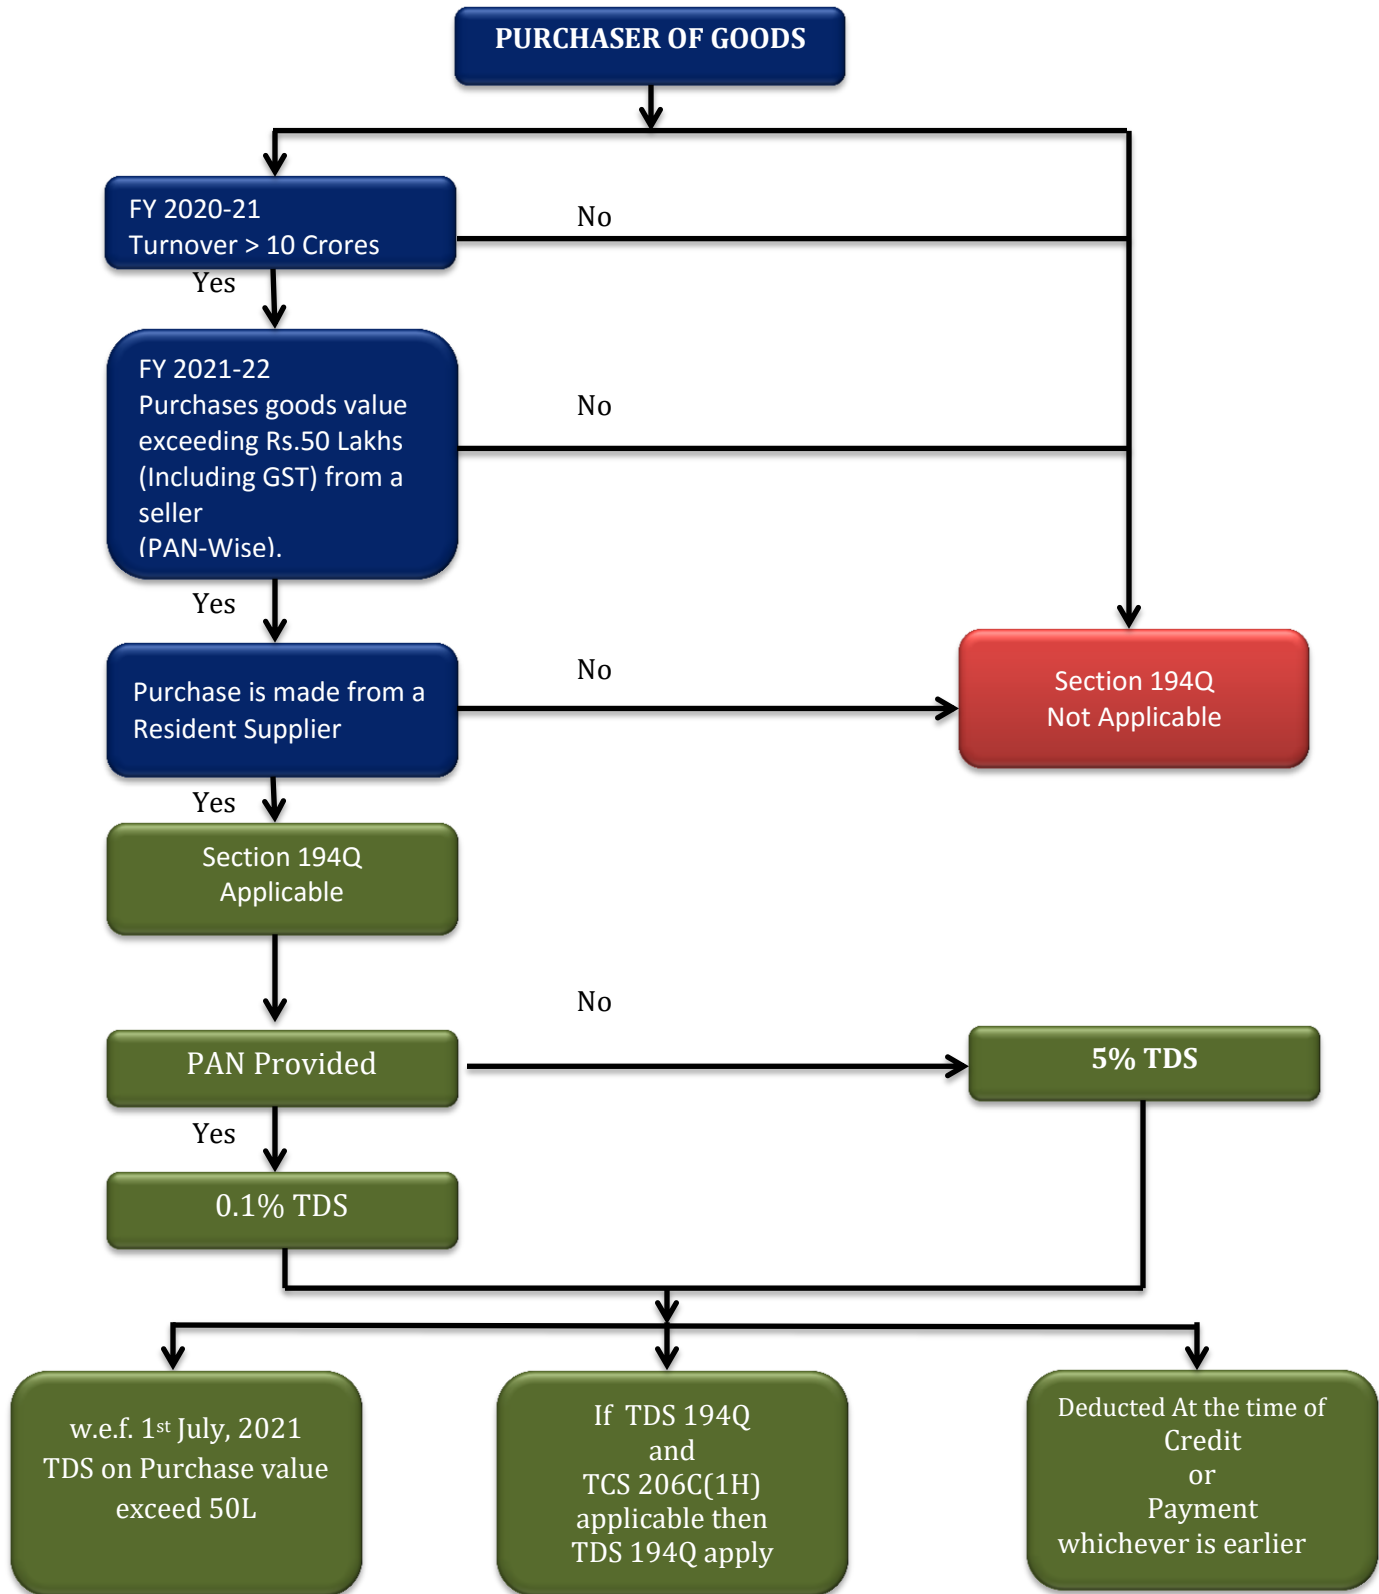 PURCHASER OF GOODS
FY 2020-21
Turnover > 10 Crores
No
Yes
FY 2021-22
Purchases goods value
exceeding Rs.50 Lakhs
(Including GST) from a
seller
(PAN-Wise).
No
Yes
Purchase is made from a
Resident Supplier
No
Section 194Q
Not Applicable
Yes
Section 194Q
Applicable
No
PAN Provided
5% TDS
Yes
0.1% TDS
w.e.f. 1st July, 2021
TDS on Purchase value
exceed 50L
If TDS 194Q
and
TCS 206C(1H)
applicable then
TDS 194Q apply
Deducted At the time of
Credit
or
Payment
whichever is earlier